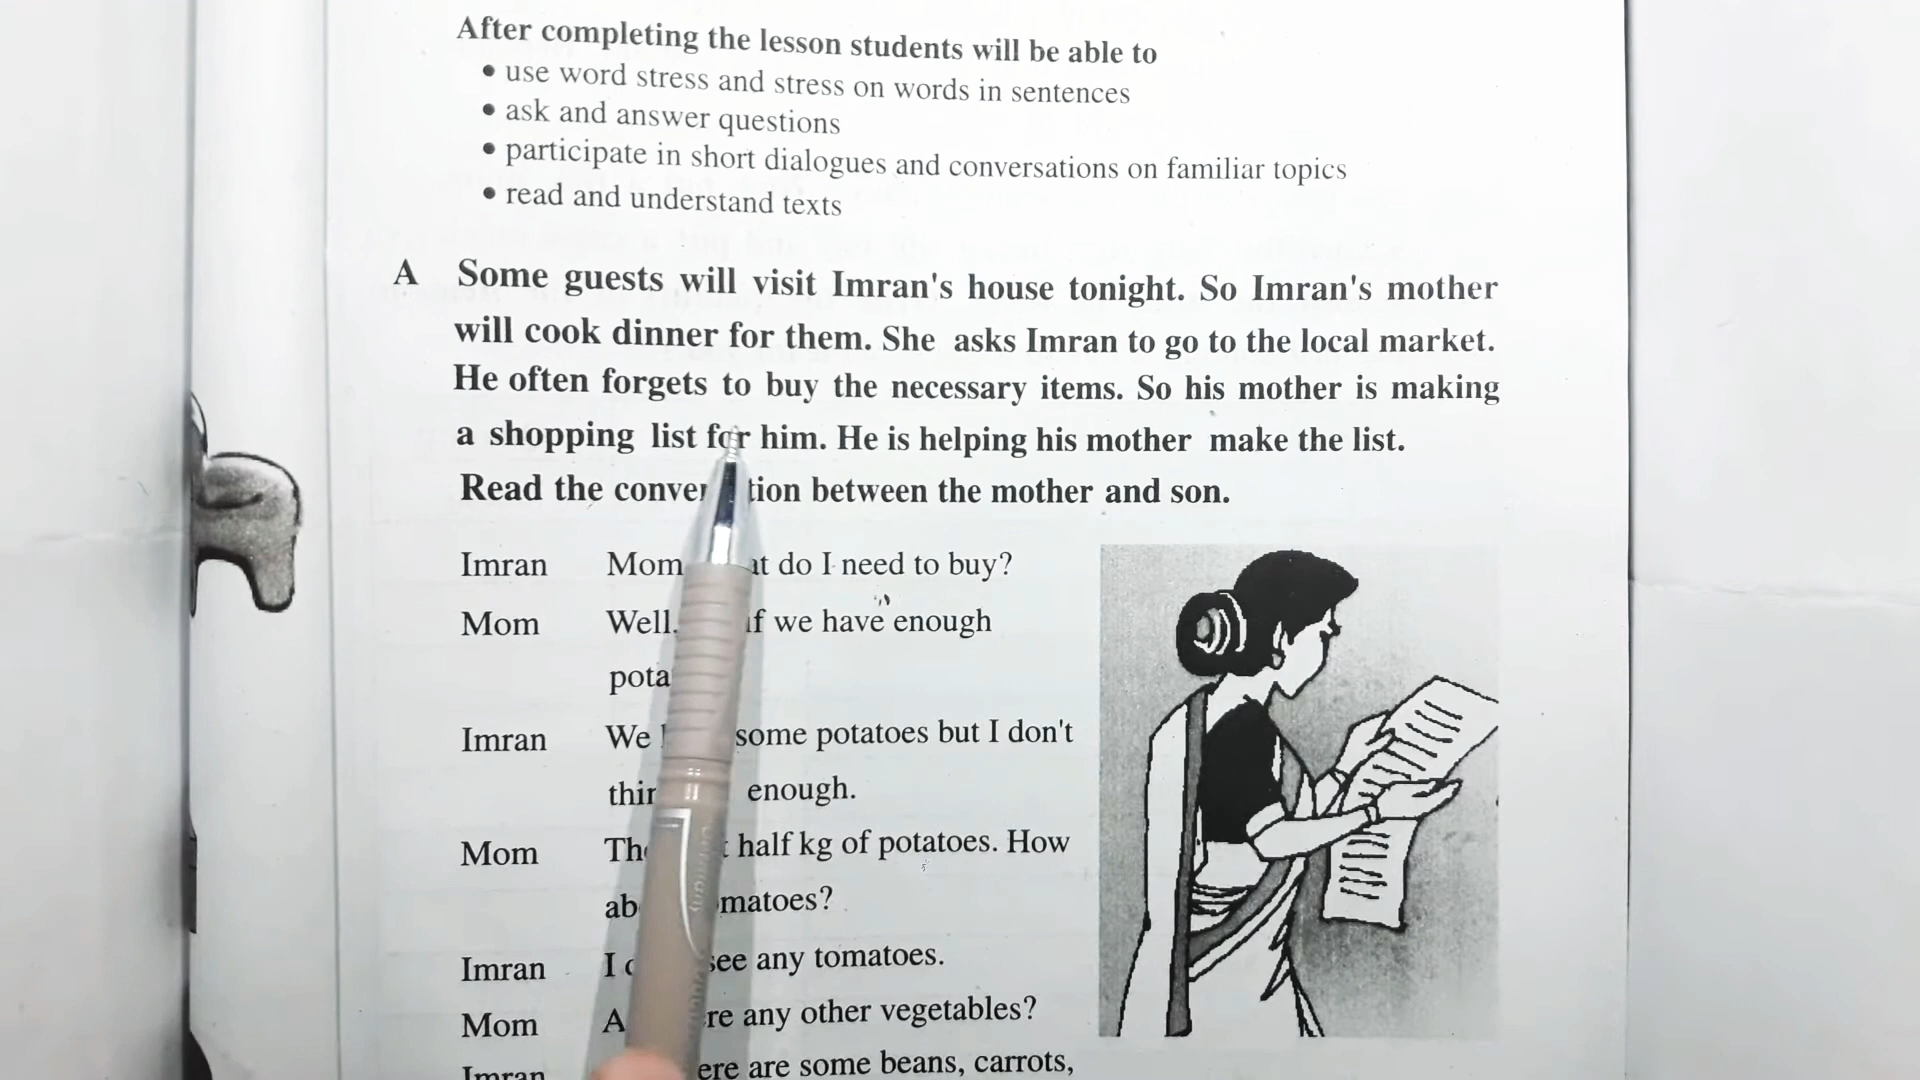 After completing the lesson students will be able to
• use word stress and stress on words in sentences
• ask and answer questions
• participate in short dialogues and conversations on familiar topics
• read and understand texts
A Some guests will visit Imran's house tonight. So Imran's mother
will cook dinner for them. She asks Imran to go to the local market.
He often forgets to buy the necessary items. So his mother is making
a shopping list for him. He is helping his mother make the list.
Read the between the mother and son.
Imran Mom do I need to buy?
Mom Well, if we have enough
Imran We some potatoes but I don't
enough.
Mom half kg of potatoes. How
Imran I see any tomatoes.
Mom any other vegetables?
Imran are some beans, carrots,